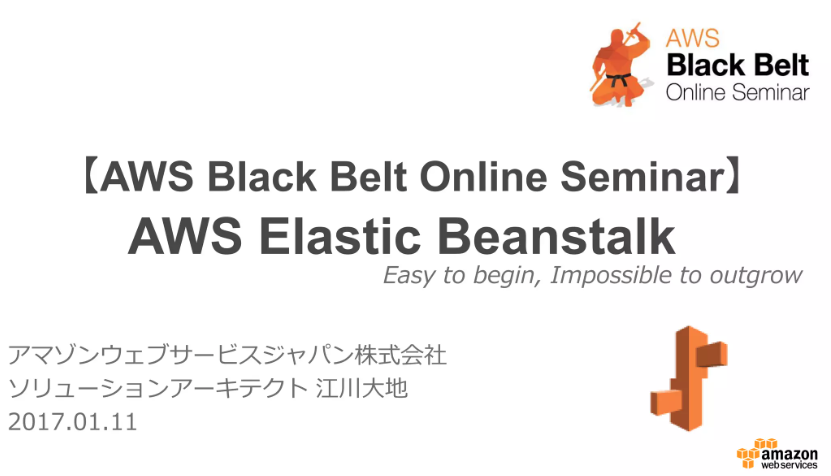 AWS
Black Belt
Online Seminar
【AWS Black Belt Online Seminar】
AWS Elastic Beanstalk
Easy to begin, Impossible to outgrow
アマゾンウェブサービスジャパン株式会社
ソリューションアーキテクト 江川大地
2017.01.11
amazon
web services